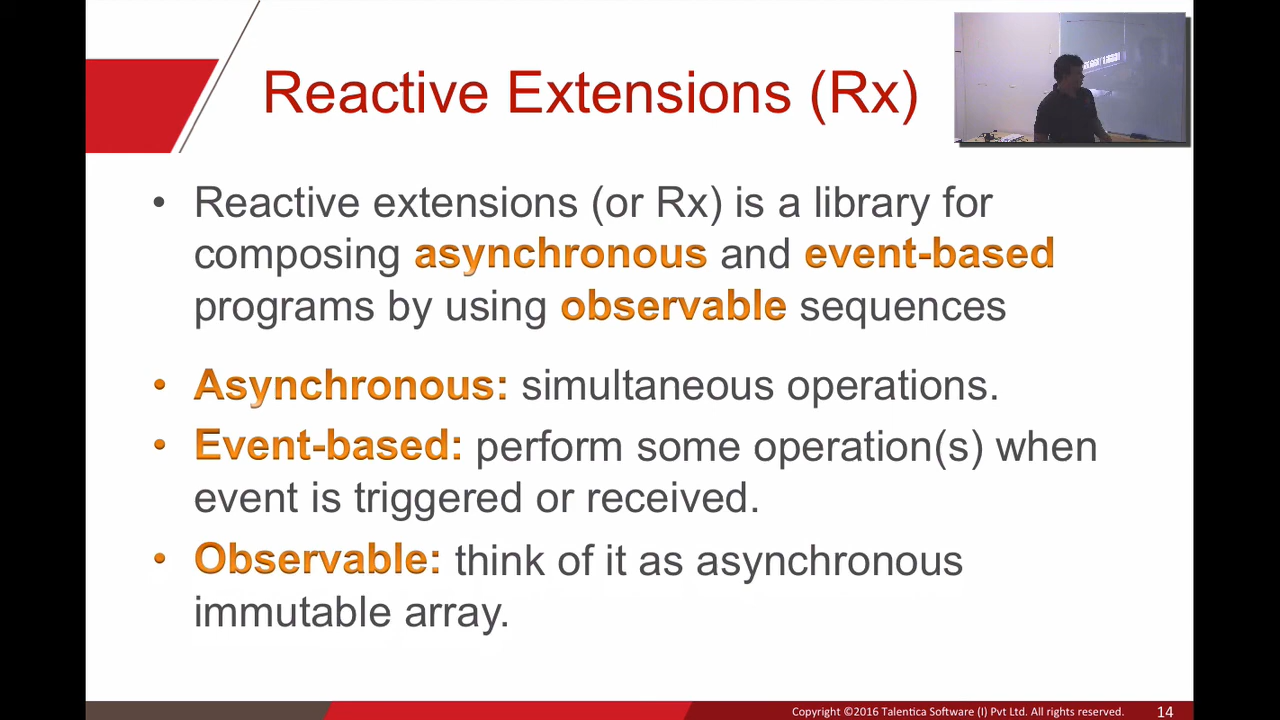 Reactive Extensions (Rx)
• Reactive extensions (or Rx) is a library for
composing asynchronous and event-based
programs by using observable sequences
• Asynchronous: simultaneous operations.
• Event-based: perform some operation(s) when
event is triggered or received.
• Observable: think of it as asynchronous
immutable array.
Copyright ©2016 Talentica Software (I) Pvt Ltd. All rights reserved. 14